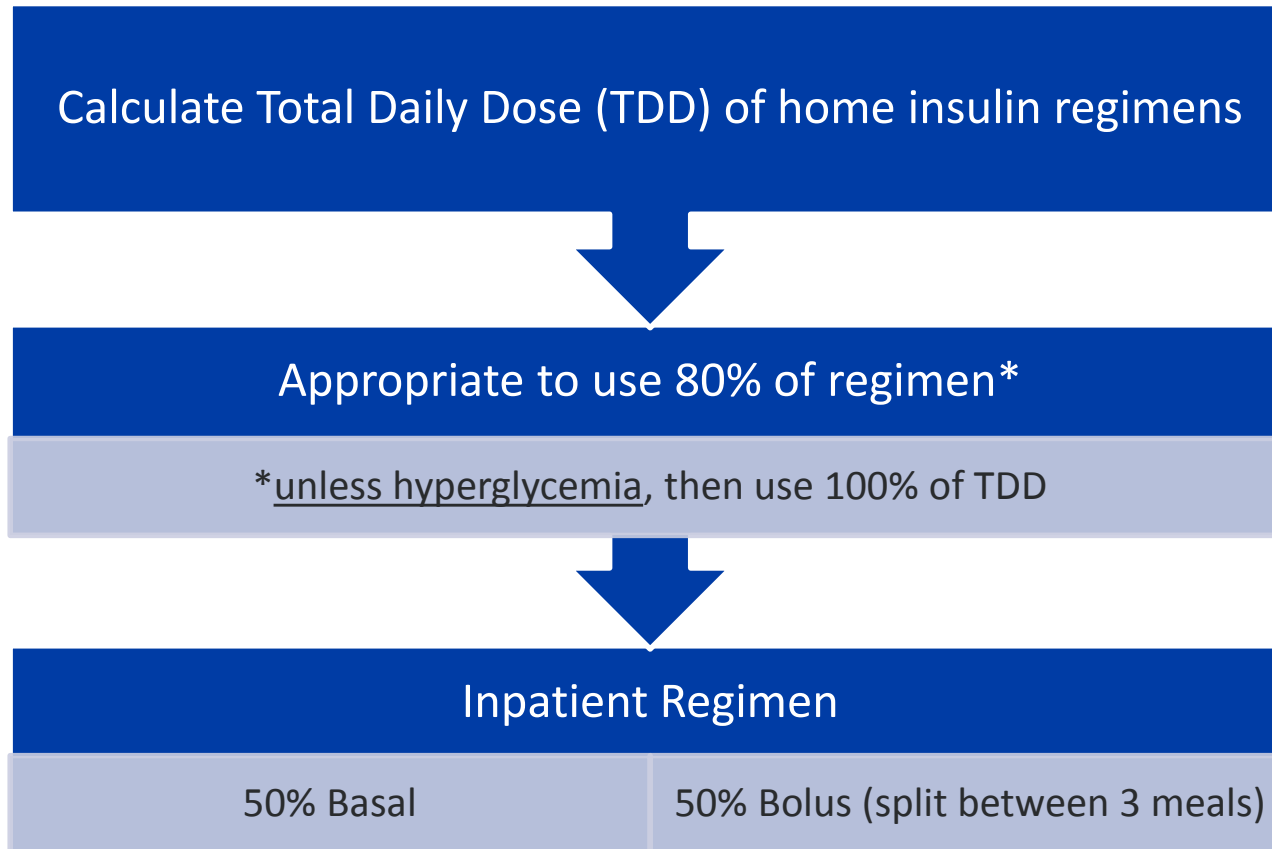 Calculate Total Daily Dose (TDD) of home insulin regimens
Appropriate to use 80% of regimen*
*unless hyperglycemia, then use 100% of TDD
Inpatient Regimen
50% Basal
50% Bolus (split between 3 meals)